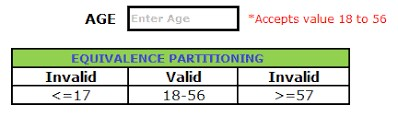 AGE Enter Age *Accepts value 18 to 56
EQUIVALENCE PARTITIONING
Invalid Valid Invalid
<=17 18-56 >=57